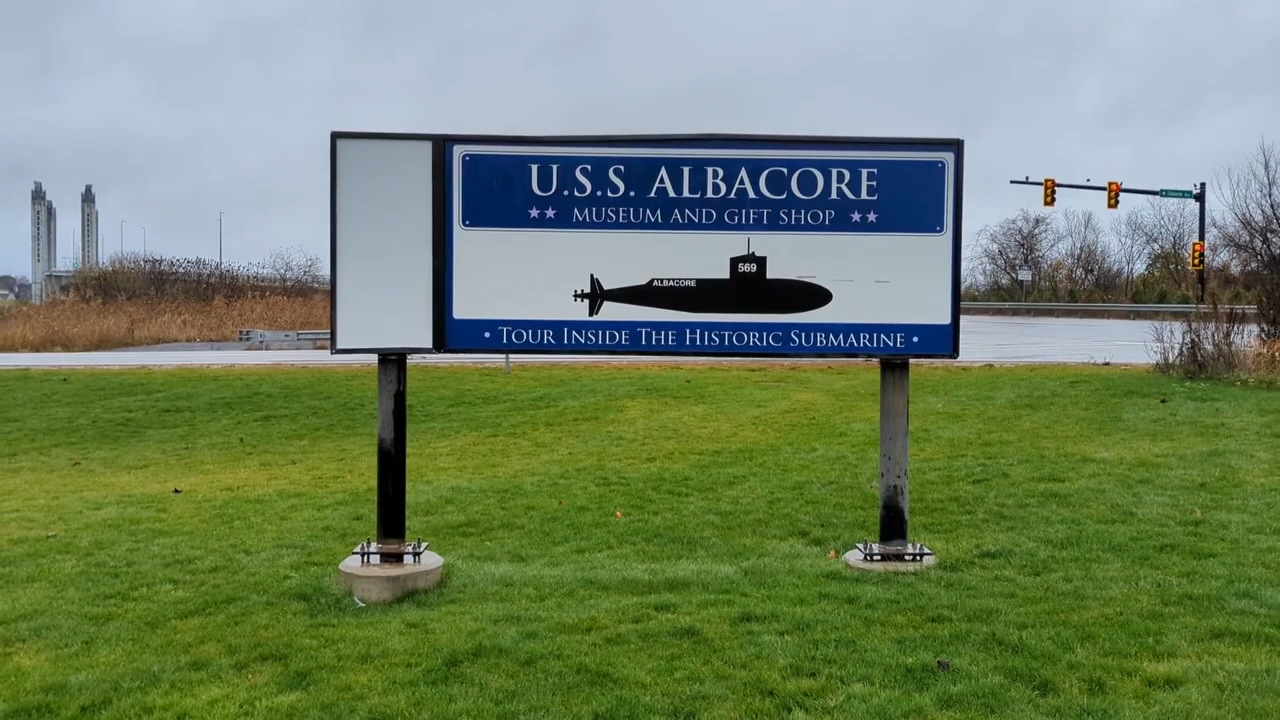 U.S.S. ALBACORE
★★ MUSEUM AND GIFT SHOP ★★
569
ALBACORE
• TOUR INSIDE THE HISTORIC SUBMARINE •